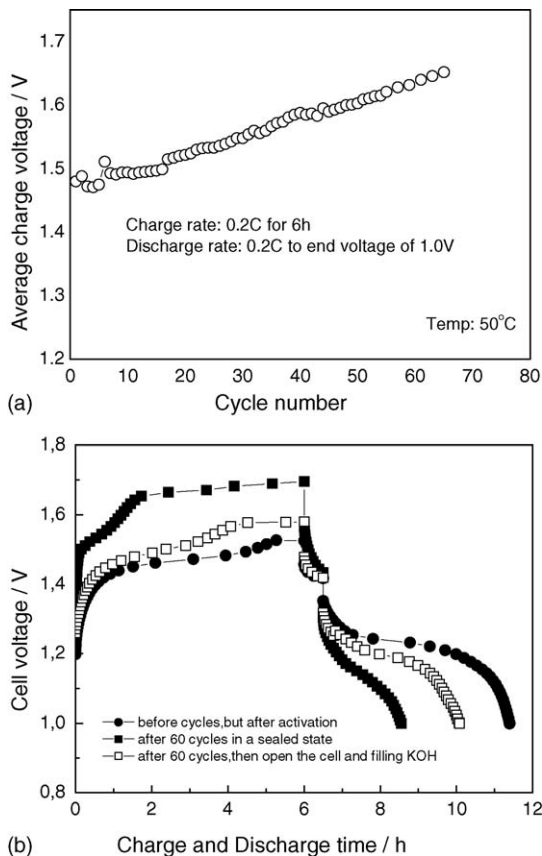 1.7
1.6
1.5
1.4
1.3
1.2
Average charge voltage / V
Charge rate: 0.2C for 6h
Discharge rate: 0.2C to end voltage of 1.0V
Temp: 50°C
0 10 20 30 40 50 60 70 80
(a) Cycle number
1,8
1,6
1,4
1,2
1,0
0,8
Cell voltage / V
before cycles,but after activation
after 60 cycles in a sealed state
after 60 cycles,then open the cell and filling KOH
0 2 4 6 8 10 12
(b) Charge and Discharge time / h